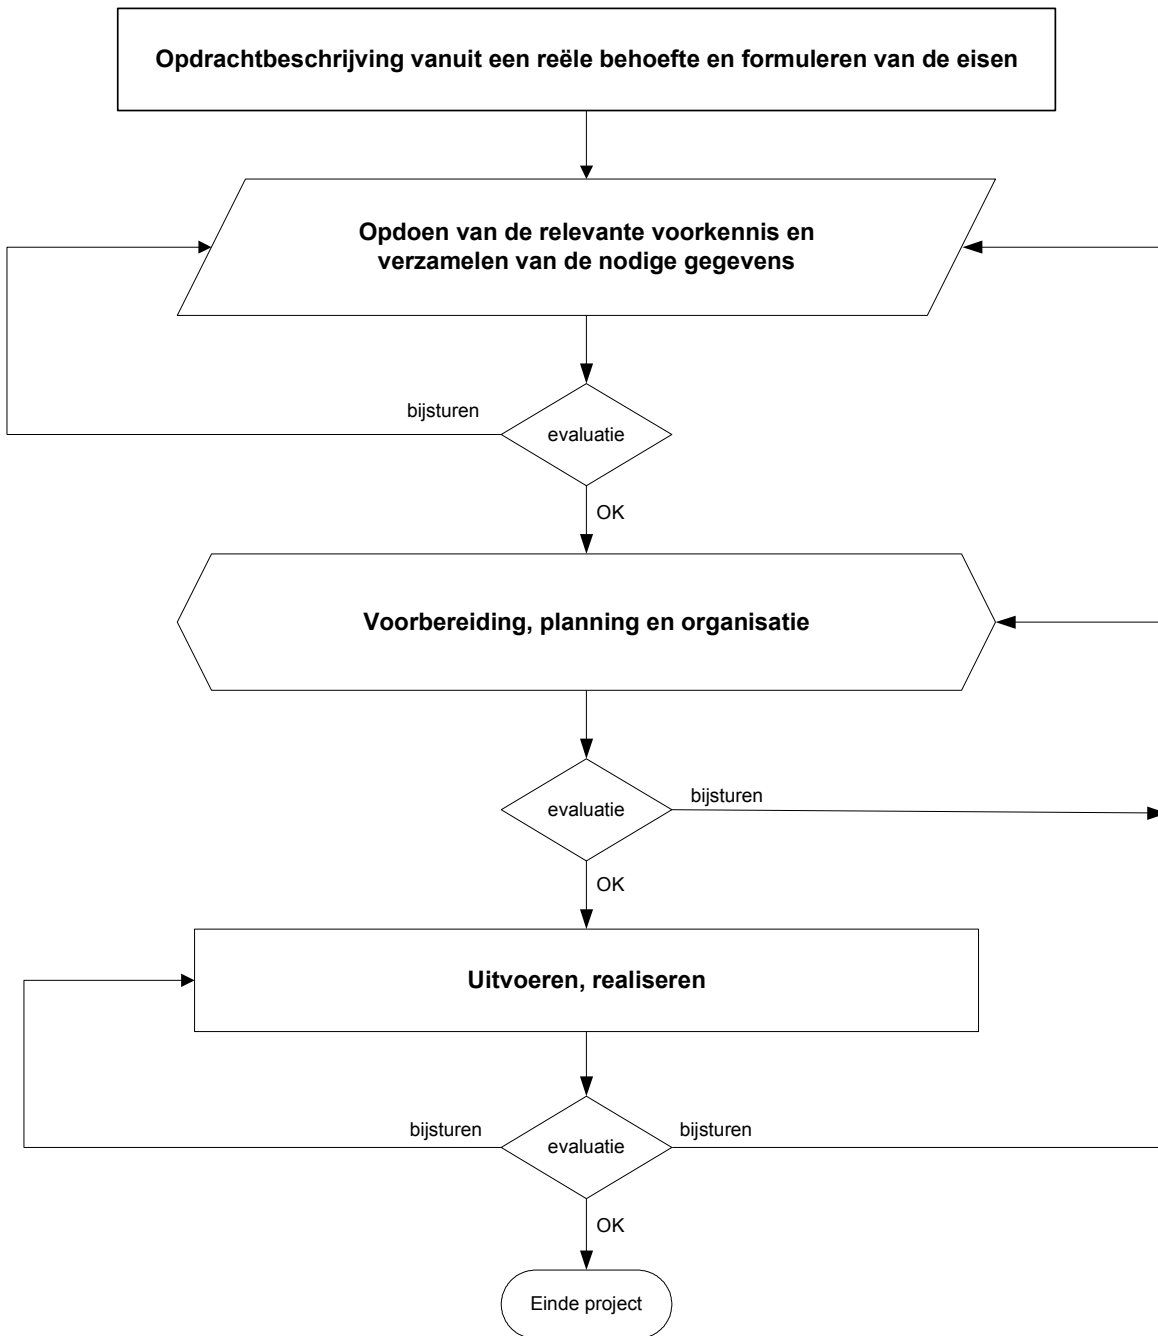 Opdrachtbeschrijving vanuit een reële behoefte en formuleren van de eisen
Opdoen van de relevante voorkennis en
verzamelen van de nodige gegevens
bijsturen
evaluatie
OK
Voorbereiding, planning en organisatie
evaluatie
bijsturen
OK
Uitvoeren, realiseren
bijsturen
evaluatie
bijsturen
OK
Einde project